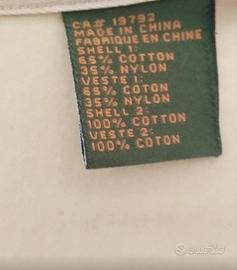 CA# 19792
MADE IN CHINA
FABRIQUE EN CHINE
SHELL 1:
65% COTTON
35% NYLON
VESTE 1:
65% COTON
35% NYLON
SHELL 2:
100% COTTON
VESTE 2:
100% COTON
subito